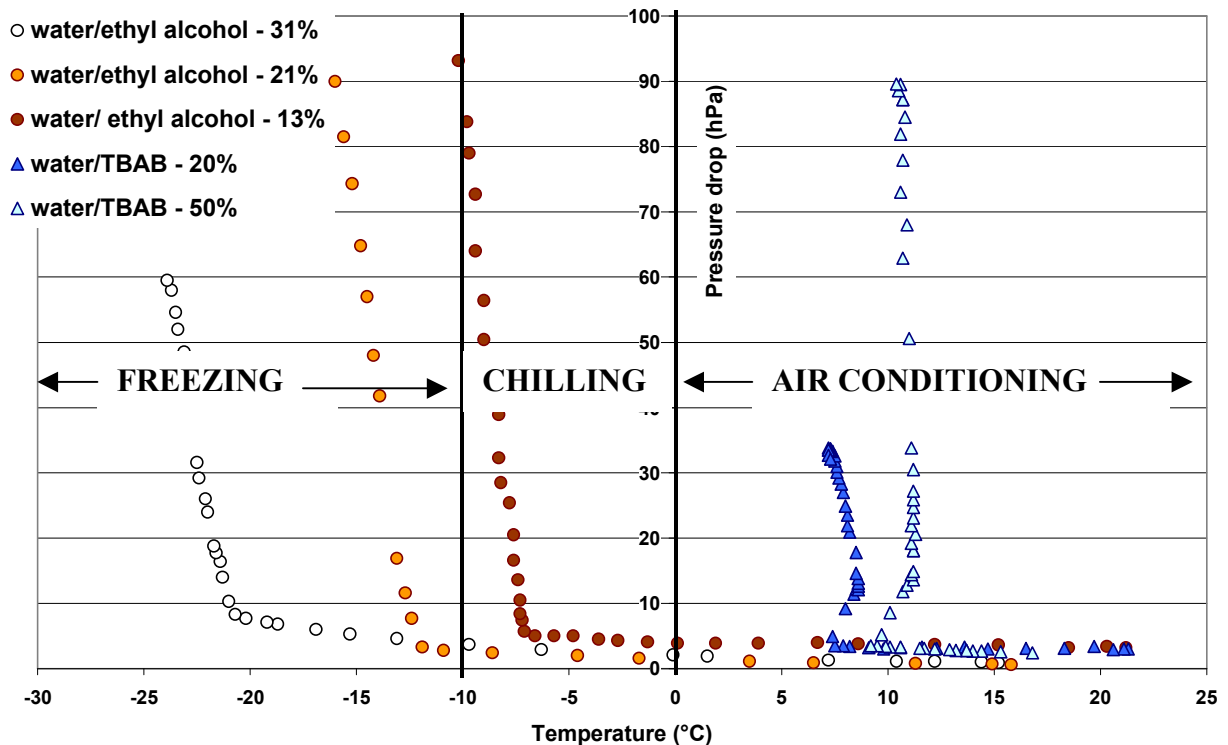 water/ethyl alcohol - 31%
water/ethyl alcohol - 21%
water/ ethyl alcohol - 13%
water/TBAB - 20%
water/TBAB - 50%
100
90
80
70
60
50
40
30
20
10
0
Pressure drop (hPa)
FREEZING
CHILLING
AIR CONDITIONING
-30 -25 -20 -15 -10 -5 0 5 10 15 20 25
Temperature (°C)